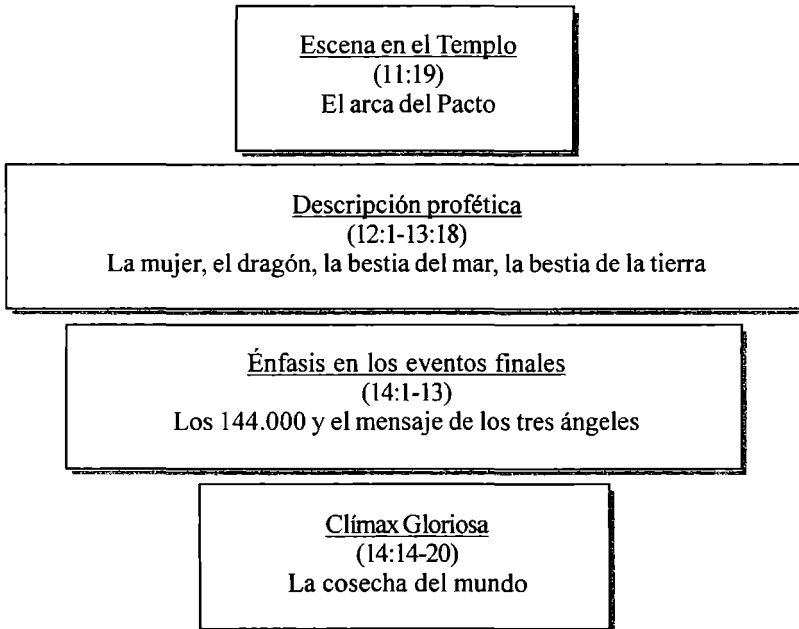 Escena en el Templo
(11:19)
El arca del Pacto
Descripción profética
(12:1-13:18)
La mujer, el dragón, la bestia del mar, la bestia de la tierra
Énfasis en los eventos finales
(14:1-13)
Los 144.000 y el mensaje de los tres ángeles
Clímax Gloriosa
(14:14-20)
La cosecha del mundo